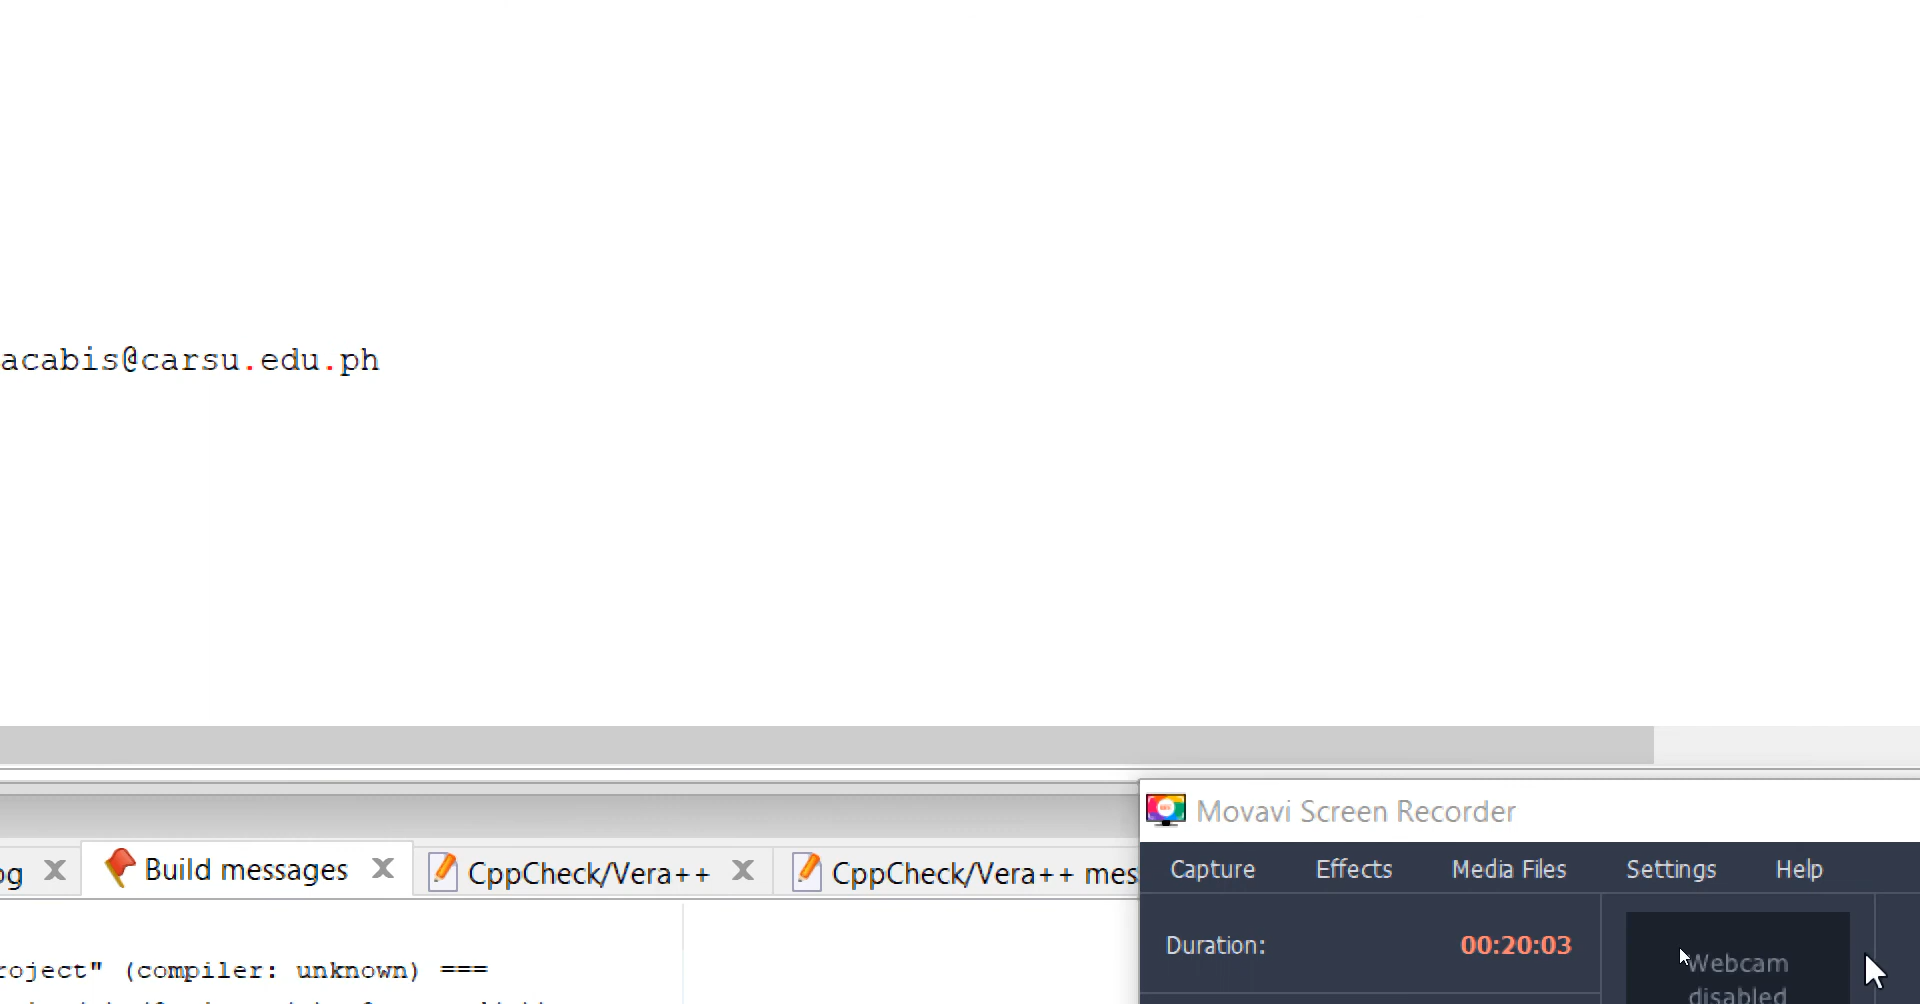 acabis@carsu.edu.ph
Movavi Screen Recorder
og Build messages CppCheck/Vera++ CppCheck/Vera++ mes
Capture Effects Media Files Settings Help
Duration: 00:20:03
Webcam
disabled
roject" (compiler: unknown) ===